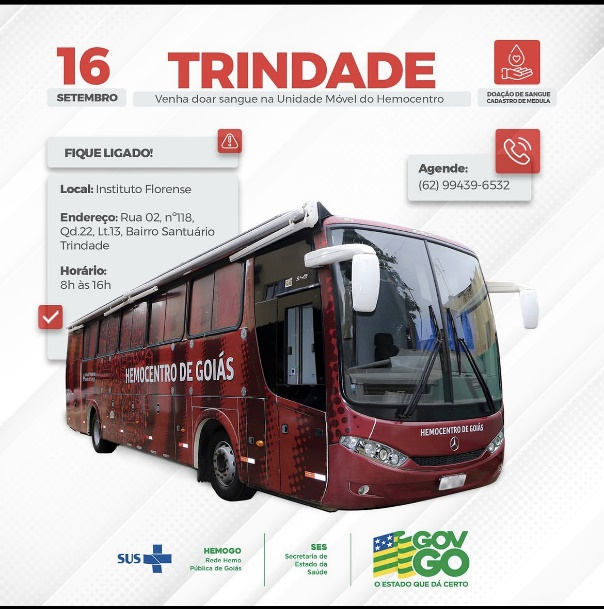 16
SETEMBRO
TRINDADE
Venha doar sangue na Unidade Móvel do Hemocentro
DOAÇÃO DE SANGUE
CADASTRO DE MEDULA
FIQUE LIGADO!
Local: Instituto Florense
Endereço: Rua 02, nº118,
Qd.22, Lt.13, Bairro Santuário
Trindade
Horário:
8h às 16h
Agende:
(62) 99439-6532
HEMOCENTRO DE GOIÁS
HEMOCENTRO DE GOIÁS
SUS
HEMOGO
Rede Hemo
Pública de Goiás
SES
Secretaria de
Estado da
Saúde
GOV
GO
O ESTADO QUE DÁ CERTO